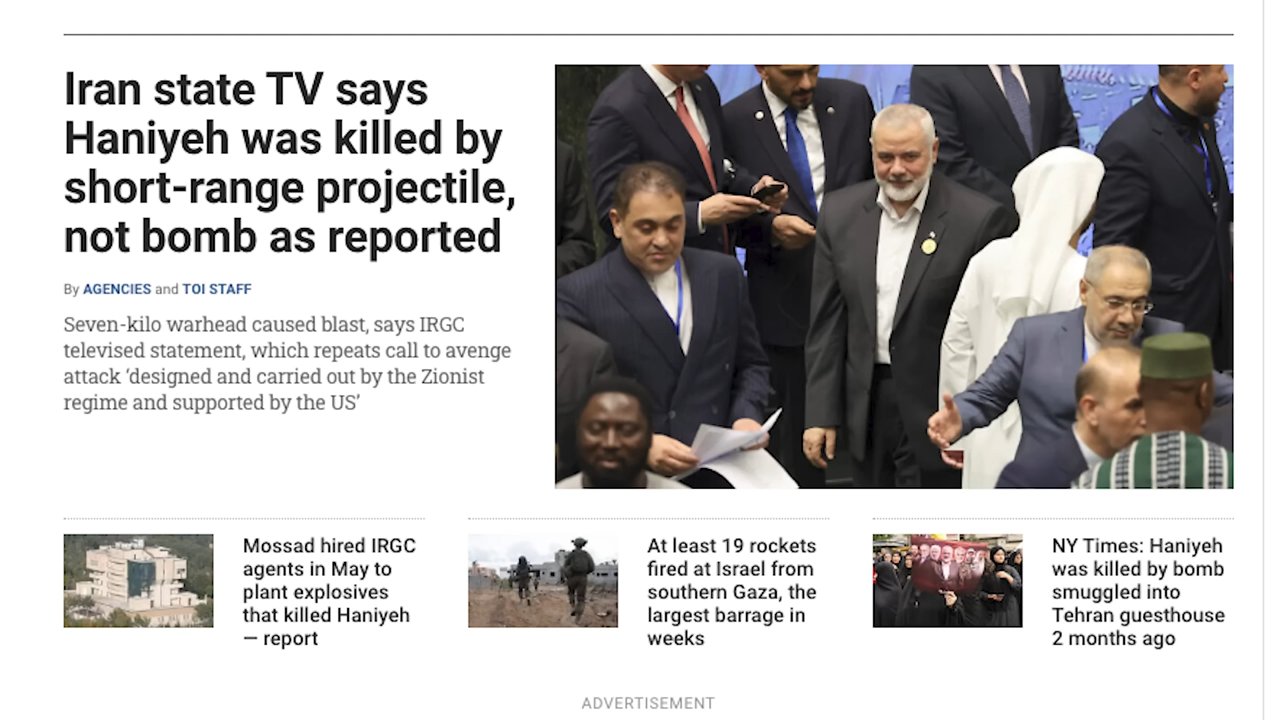 Iran state TV says
Haniyeh was killed by
short-range projectile,
not bomb as reported
By AGENCIES and TOI STAFF
Seven-kilo warhead caused blast, says IRGC
televised statement, which repeats call to avenge
attack ‘designed and carried out by the Zionist
regime and supported by the US’
Mossad hired IRGC
agents in May to
plant explosives
that killed Haniyeh
— report
At least 19 rockets
fired at Israel from
southern Gaza, the
largest barrage in
weeks
NY Times: Haniyeh
was killed by bomb
smuggled into
Tehran guesthouse
2 months ago
ADVERTISEMENT